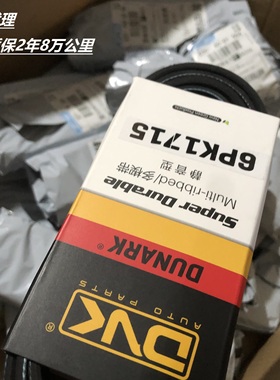 理
保2年8万公里
6PK1715
静音型
Multi-ribbed/多楔带
Super Durable
DUNARK®
DVK®
AUTO PARTS